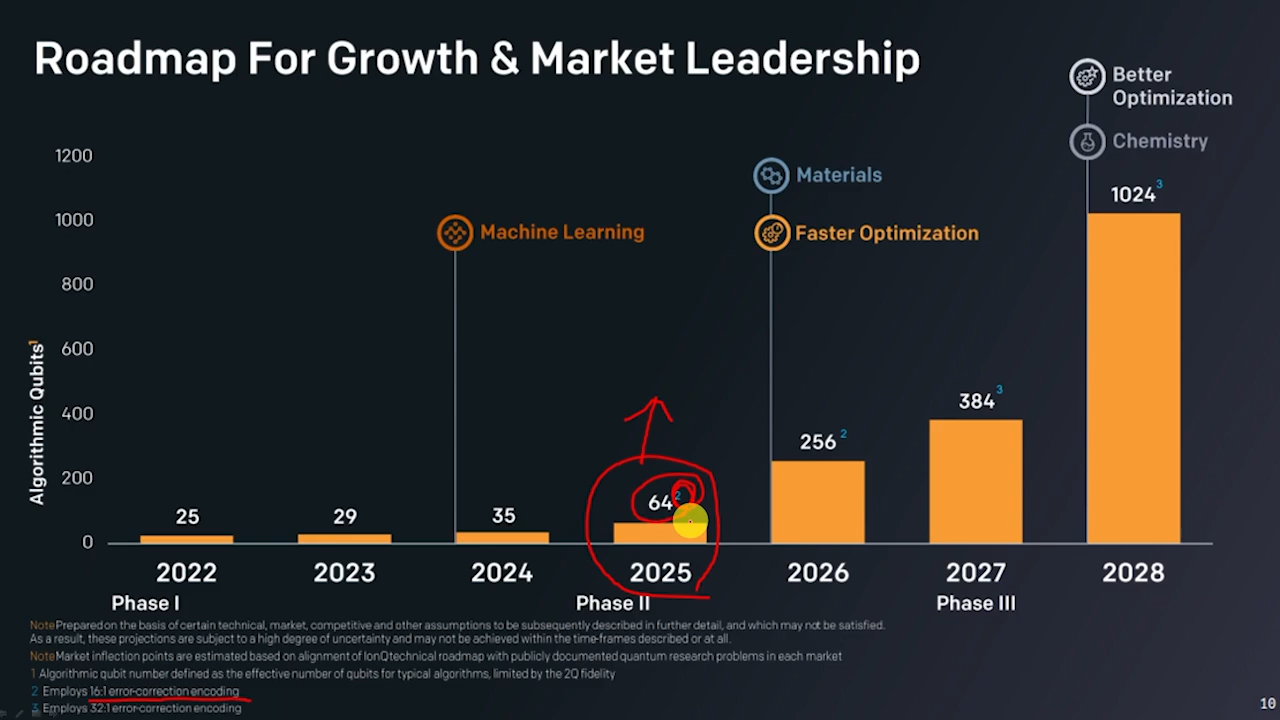 Roadmap For Growth & Market Leadership
Better
Optimization
Chemistry
1200
Materials
1024 3
1000
Machine Learning
Faster Optimization
800
600
Algorithmic Qubits1
400
384 3
256 2
200
64 2
25
29
35
0
2022
2023
2024
2025
2026
2027
2028
Phase I
Phase II
Phase III
Note Prepared on the basis of certain technical, market, competitive and other assumptions to be subsequently described in further detail, and which may not be satisfied.
As a result, these projections are subject to a high degree of uncertainty and may not be achieved within the time-frames described or at all.
Note Market inflection points are estimated based on alignment of IonQ technical roadmap with publicly documented quantum research problems in each market
1 Algorithmic qubit number defined as the effective number of qubits for typical algorithms, limited by the 2Q fidelity
2 Employs 16:1 error-correction encoding
3 Employs 32:1 error-correction encoding
10